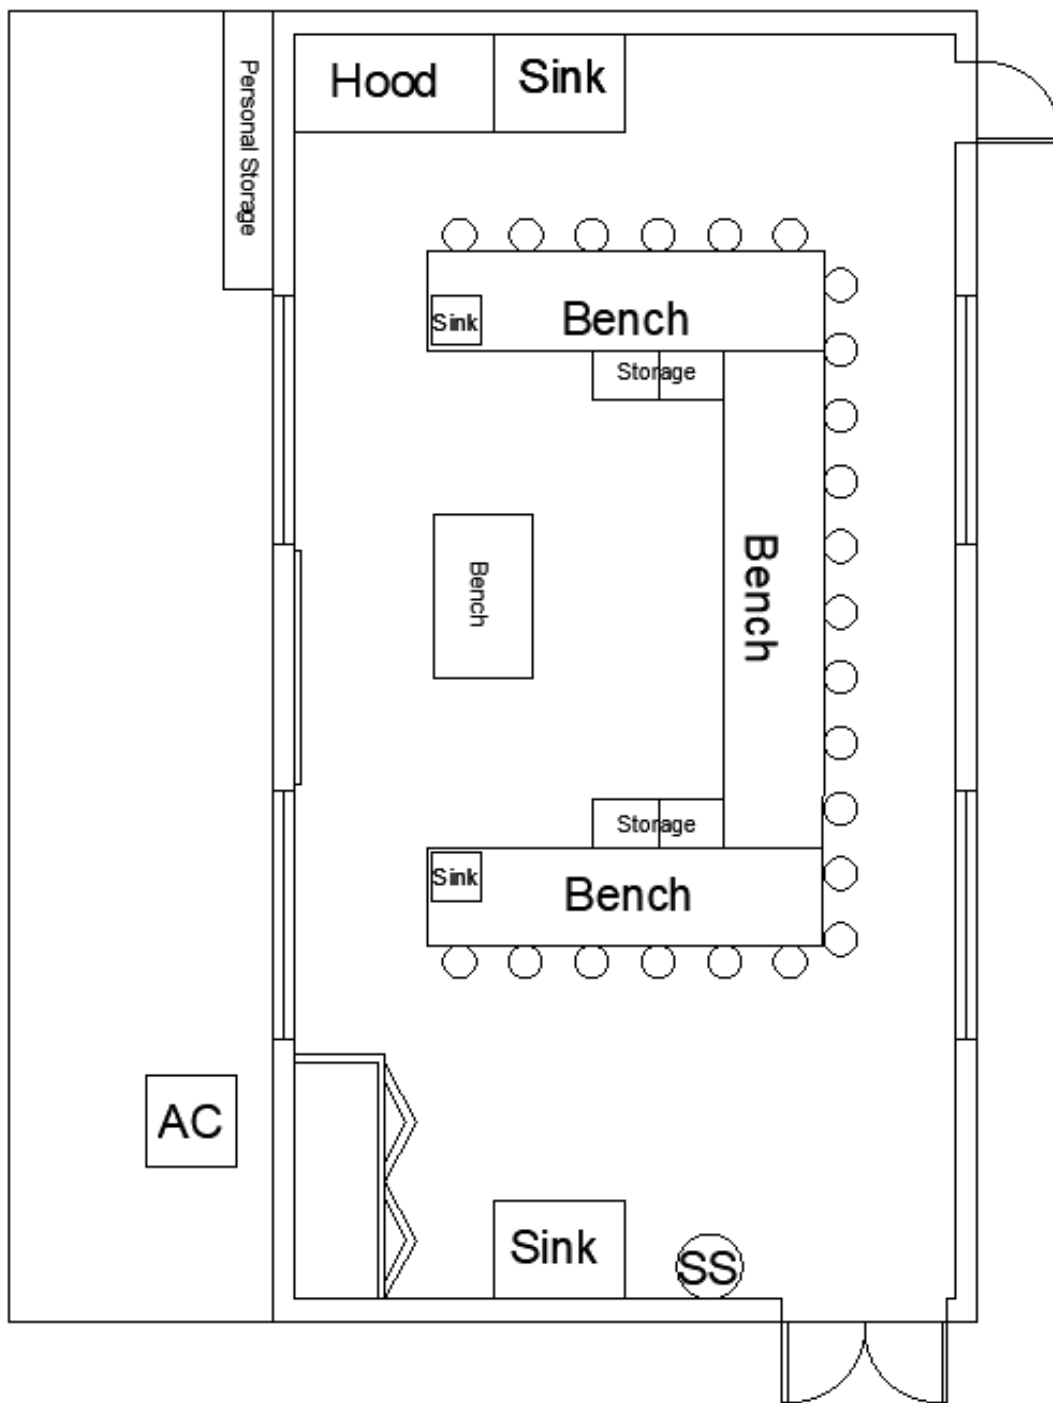 Personal Storage
Hood
Sink
Sink
Bench
Storage
Bench
Bench
Storage
Sink
Bench
AC
Sink
SS